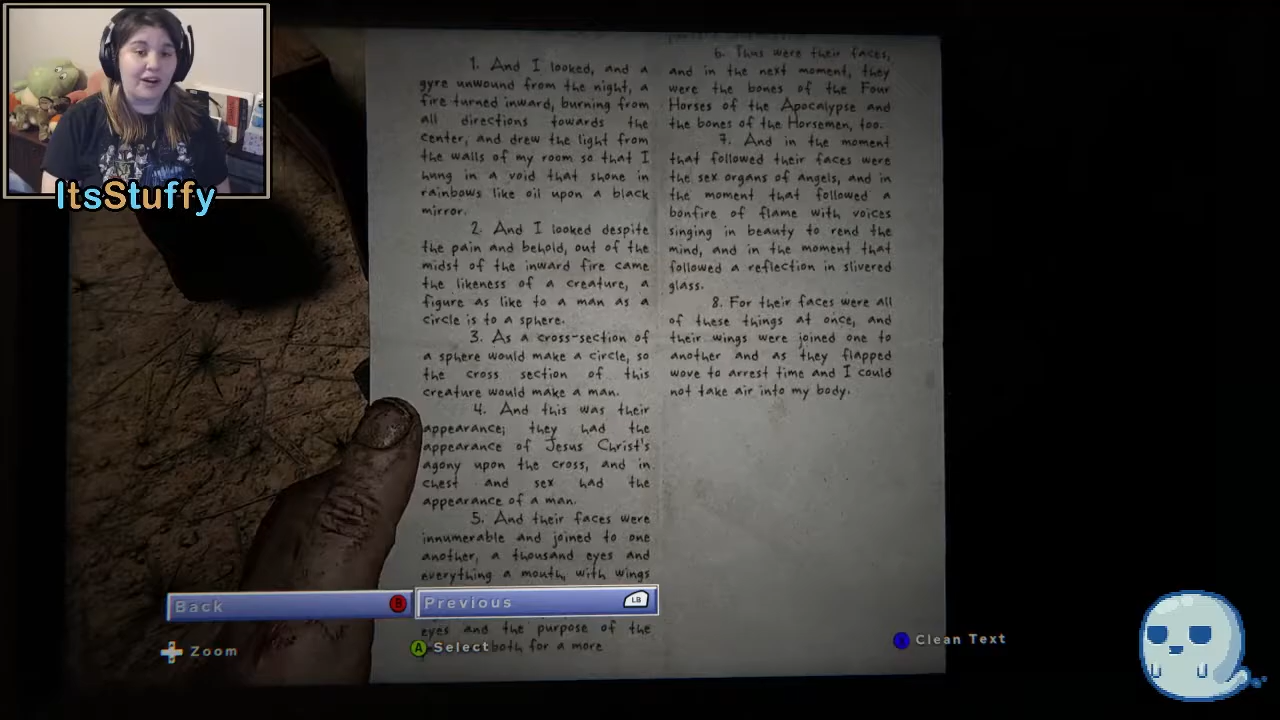 ItsStuffy
1. And I looked, and a
gyre unwound from the night, a
fire turned inward, burning from
all directions towards the
center, and drew the light from
the walls of my room so that I
hung in a void that shone in
rainbows like oil upon a black
mirror.
2. And I looked despite
the pain and behold, out of the
midst of the inward fire came
the likeness of a creature, a
figure as like to a man as a
circle is to a sphere.
3. As a cross-section of
a sphere would make a circle, so
the cross section of this
creature would make a man.
4. And this was their
appearance; they had the
appearance of Jesus Christ's
agony upon the cross, and in
chest and sex had the
appearance of a man.
5. And their faces were
innumerable and joined to one
another, a thousand eyes and
everything a mouth, with wings
eyes and the purpose of the
both for a more
6. Thus were their faces,
and in the next moment, they
were the bones of the Four
Horses of the Apocalypse and
the bones of the Horsemen, too.
7. And in the moment
that followed their faces were
the sex organs of angels, and in
the moment that followed a
bonfire of flame with voices
singing in beauty to rend the
mind, and in the moment that
followed a reflection in slivered
glass.
8. For their faces were all
of these things at once, and
their wings were joined one to
another and as they flapped
wove to arrest time and I could
not take air into my body.
Back B
Previous LB
Zoom
A Select
Clean Text